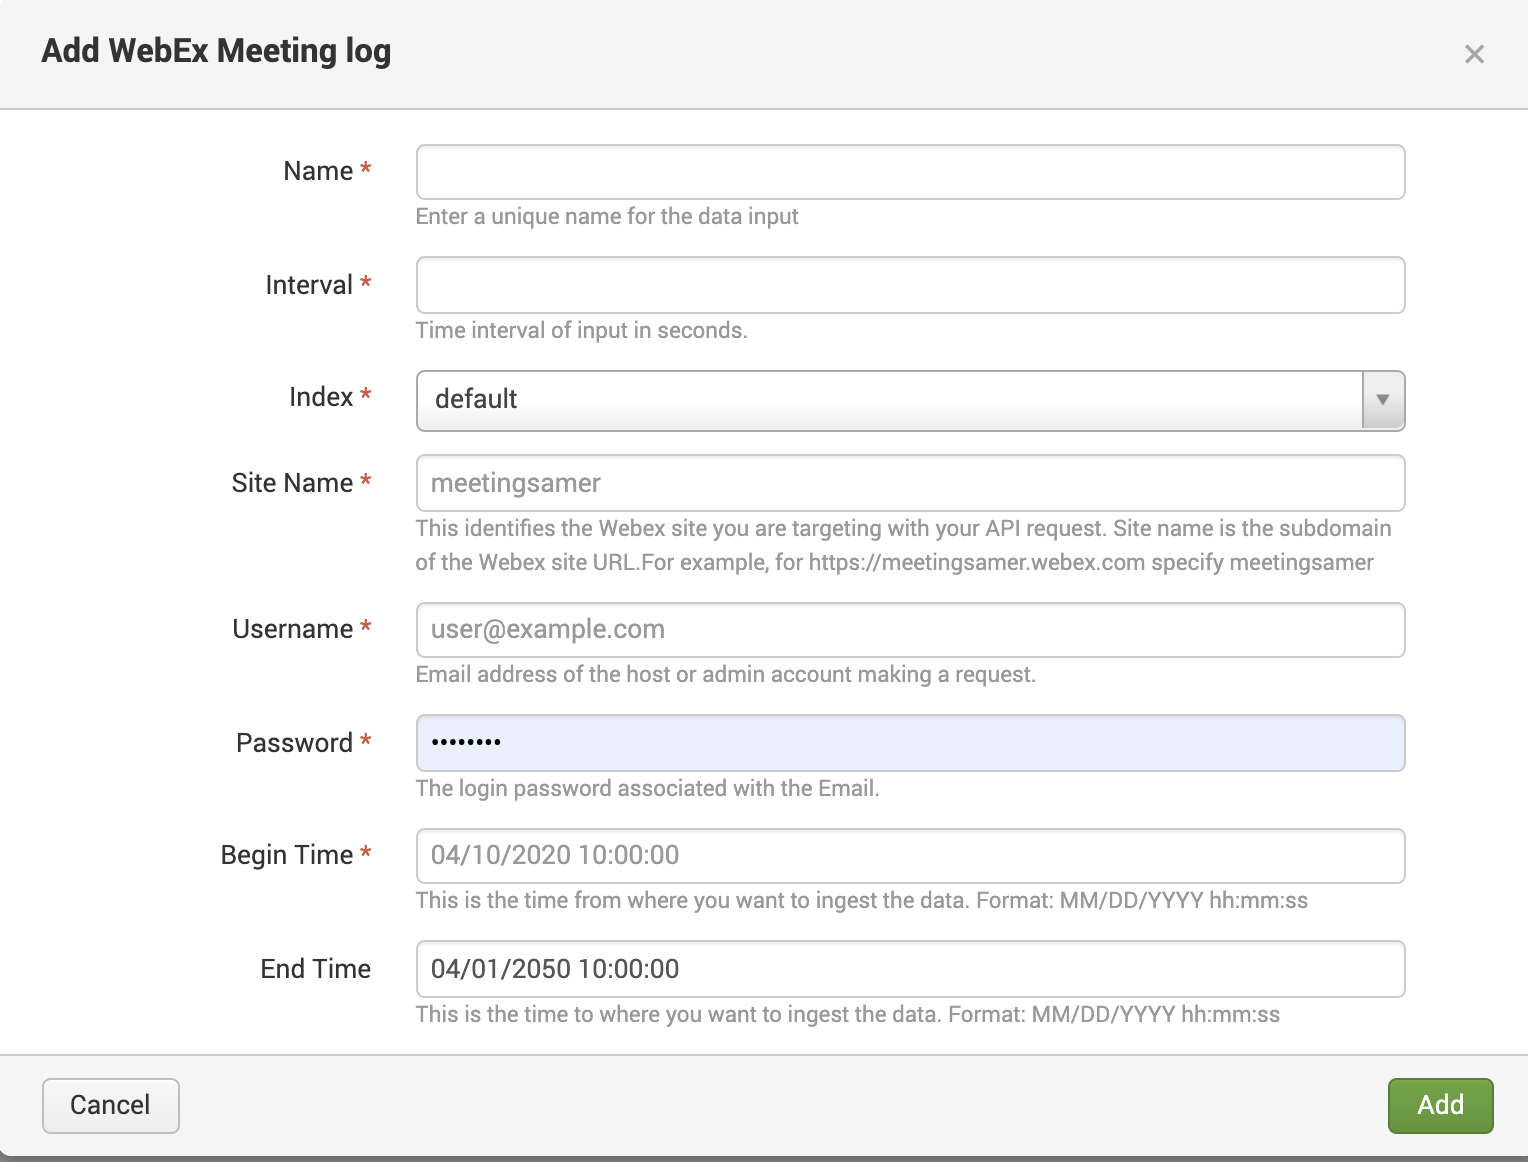 Add WebEx Meeting log
×
Name *
Enter a unique name for the data input
Interval *
Time interval of input in seconds.
Index *
default
Site Name *
meetingsamer
This identifies the Webex site you are targeting with your API request. Site name is the subdomain
of the Webex site URL.For example, for https://meetingsamer.webex.com specify meetingsamer
Username *
user@example.com
Email address of the host or admin account making a request.
Password *
••••••••
The login password associated with the Email.
Begin Time *
04/10/2020 10:00:00
This is the time from where you want to ingest the data. Format: MM/DD/YYYY hh:mm:ss
End Time
04/01/2050 10:00:00
This is the time to where you want to ingest the data. Format: MM/DD/YYYY hh:mm:ss
Cancel
Add